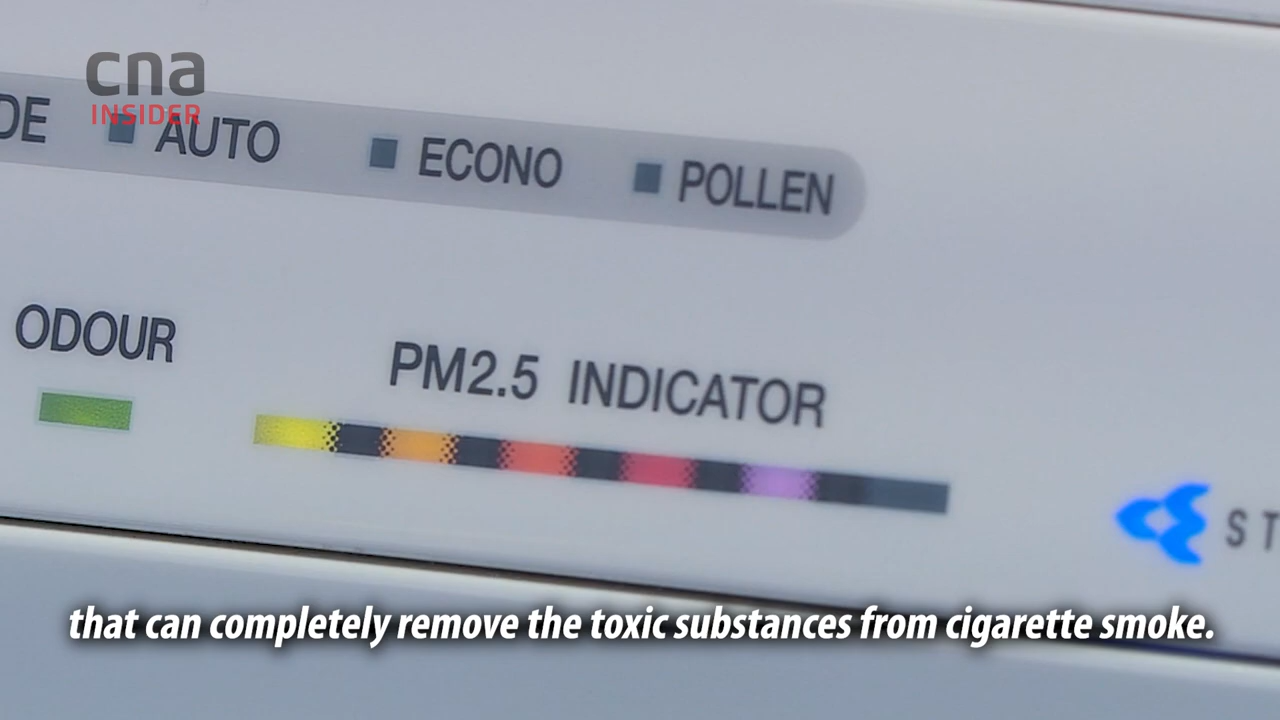 cna
INSIDER
DE AUTO ECONO POLLEN
ODOUR
PM2.5 INDICATOR
ST
that can completely remove the toxic substances from cigarette smoke.